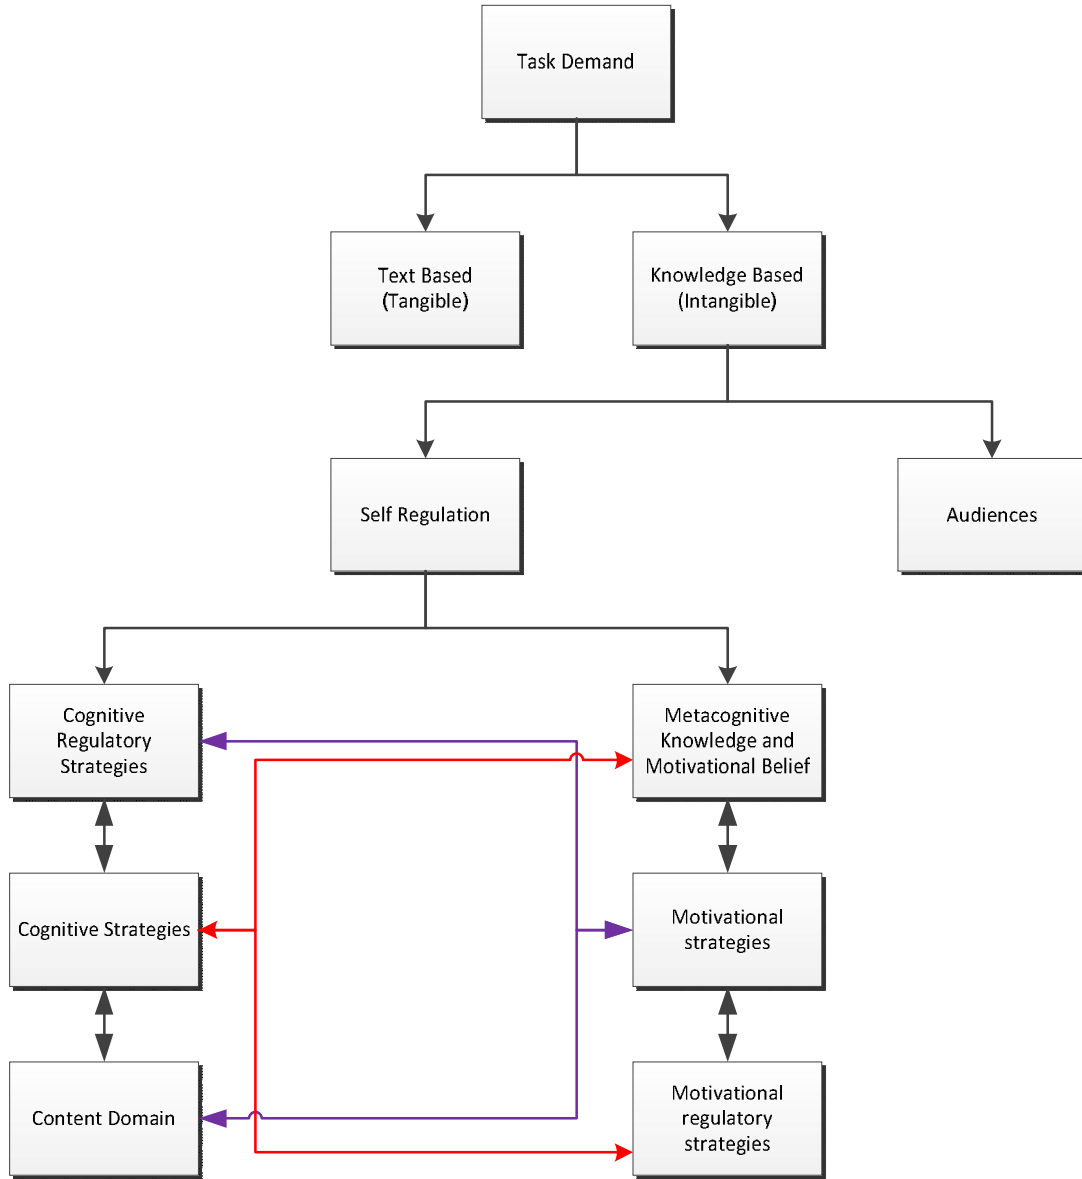 Task Demand
Text Based
(Tangible)
Knowledge Based
(Intangible)
Self Regulation
Audiences
Cognitive
Regulatory
Strategies
Metacognitive
Knowledge and
Motivational Belief
Cognitive Strategies
Motivational
strategies
Content Domain
Motivational
regulatory
strategies